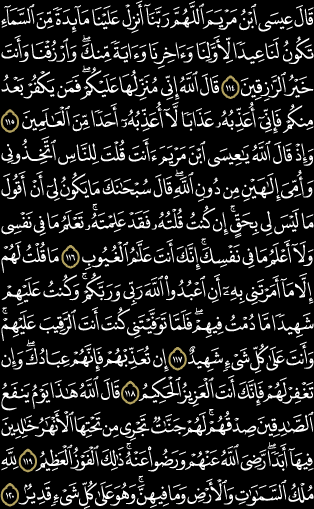 قَالَ عِيسَى ٱبْنُ مَرْيَمَ ٱللَّهُمَّ رَبَّنَآ أَنزِلْ عَلَيْنَا مَآئِدَةً مِّنَ ٱلسَّمَآءِ
تَكُونُ لَنَا عِيدًا لِّأَوَّلِنَا وَءَاخِرِنَا وَءَايَةً مِّنكَ ۖ وَٱرْزُقْنَا وَأَنتَ
خَيْرُ ٱلرَّٰزِقِينَ ١١٤ قَالَ ٱللَّهُ إِنِّى مُنَزِّلُهَا عَلَيْكُمْ ۖ فَمَن يَكْفُرْ بَعْدُ
مِنكُمْ فَإِنِّىٓ أُعَذِّبُهُۥ عَذَابًا لَّآ أُعَذِّبُهُۥٓ أَحَدًا مِّنَ ٱلْعَٰلَمِينَ ١١٥
وَإِذْ قَالَ ٱللَّهُ يَٰعِيسَى ٱبْنَ مَرْيَمَ ءَأَنتَ قُلْتَ لِلنَّاسِ ٱتَّخِذُونِى
وَأُمِّىَ إِلَٰهَيْنِ مِن دُونِ ٱللَّهِ ۖ قَالَ سُبْحَٰنَكَ مَا يَكُونُ لِىٓ أَنْ أَقُولَ
مَا لَيْسَ لِى بِحَقٍّ ۚ إِن كُنتُ قُلْتُهُۥ فَقَدْ عَلِمْتَهُۥ ۚ تَعْلَمُ مَا فِى نَفْسِى
وَلَآ أَعْلَمُ مَا فِى نَفْسِكَ ۚ إِنَّكَ أَنتَ عَلَّٰمُ ٱلْغُيُوبِ ١١٦ مَا قُلْتُ لَهُمْ
إِلَّا مَآ أَمَرْتَنِى بِهِۦٓ أَنِ ٱعْبُدُوا۟ ٱللَّهَ رَبِّى وَرَبَّكُمْ ۚ وَكُنتُ عَلَيْهِمْ
شَهِيدًا مَّا دُمْتُ فِيهِمْ ۖ فَلَمَّا تَوَفَّيْتَنِى كُنتَ أَنتَ ٱلرَّقِيبَ عَلَيْهِمْ ۚ
وَأَنتَ عَلَىٰ كُلِّ شَىْءٍ شَهِيدٌ ١١٧ إِن تُعَذِّبْهُمْ فَإِنَّهُمْ عِبَادُكَ ۖ وَإِن
تَغْفِرْ لَهُمْ فَإِنَّكَ أَنتَ ٱلْعَزِيزُ ٱلْحَكِيمُ ١١٨ قَالَ ٱللَّهُ هَٰذَا يَوْمُ يَنفَعُ
ٱلصَّٰدِقِينَ صِدْقُهُمْ ۚ لَهُمْ جَنَّٰتٌ تَجْرِى مِن تَحْتِهَا ٱلْأَنْهَٰرُ خَٰلِدِينَ
فِيهَآ أَبَدًا ۚ رَّضِىَ ٱللَّهُ عَنْهُمْ وَرَضُوا۟ عَنْهُ ۚ ذَٰلِكَ ٱلْفَوْزُ ٱلْعَظِيمُ ١١٩ لِلَّهِ
مُلْكُ ٱلسَّمَٰوَٰتِ وَٱلْأَرْضِ وَمَا فِيهِنَّ ۚ وَهُوَ عَلَىٰ كُلِّ شَىْءٍ قَدِيرٌۢ ١٢٠